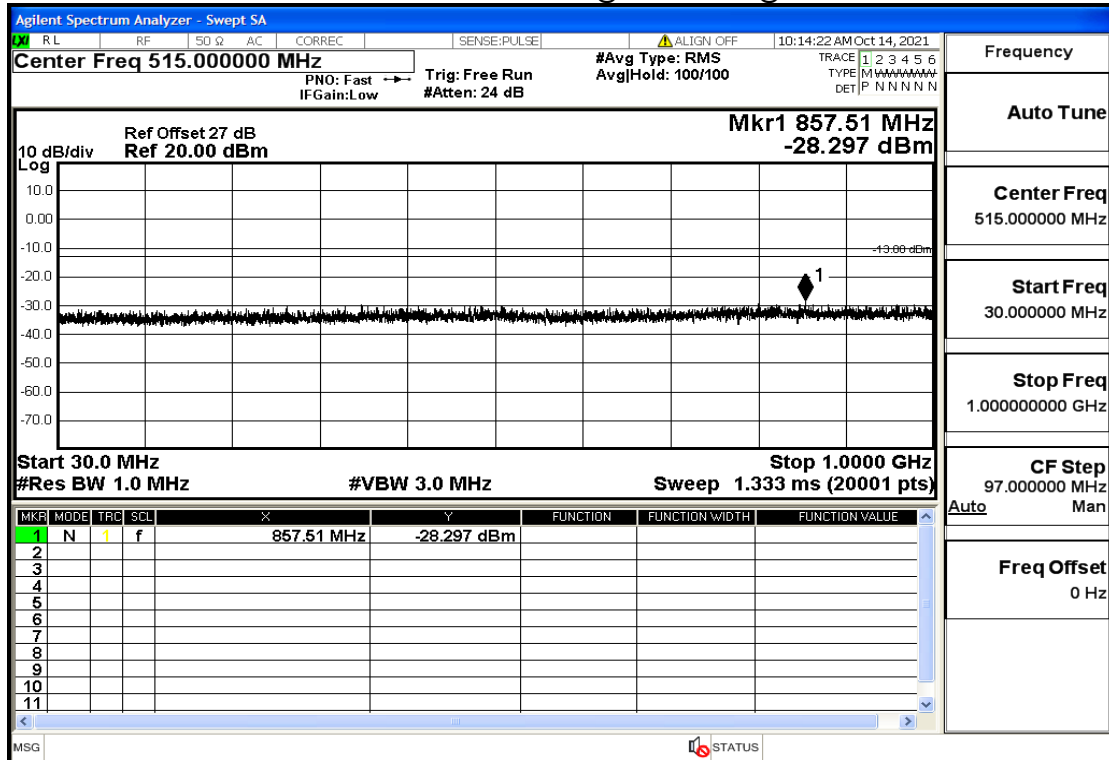 Agilent Spectrum Analyzer - Swept SA
LXI RL RF 50 Ω AC CORREC SENSE:PULSE ALIGN OFF 10:14:22 AM Oct 14, 2021
Center Freq 515.000000 MHz
PNO: Fast
IFGain:Low
Trig: Free Run
#Atten: 24 dB
#Avg Type: RMS
Avg|Hold: 100/100
TRACE 1 2 3 4 5 6
TYPE M WWWWW
DET P N N N N N
Ref Offset 27 dB
Ref 20.00 dBm
10 dB/div
Log
Mkr1 857.51 MHz
-28.297 dBm
10.0
0.00
-10.0
-13.00 dBm
-20.0
1
-30.0
-40.0
-50.0
-60.0
-70.0
Start 30.0 MHz
Stop 1.0000 GHz
#Res BW 1.0 MHz
#VBW 3.0 MHz
Sweep 1.333 ms (20001 pts)
MKR MODE TRC SCL X Y FUNCTION FUNCTION WIDTH FUNCTION VALUE
1 N 1 f 857.51 MHz -28.297 dBm
2
3
4
5
6
7
8
9
10
11
MSG
STATUS
Frequency
Auto Tune
Center Freq
515.000000 MHz
Start Freq
30.000000 MHz
Stop Freq
1.000000000 GHz
CF Step
97.000000 MHz
Auto Man
Freq Offset
0 Hz